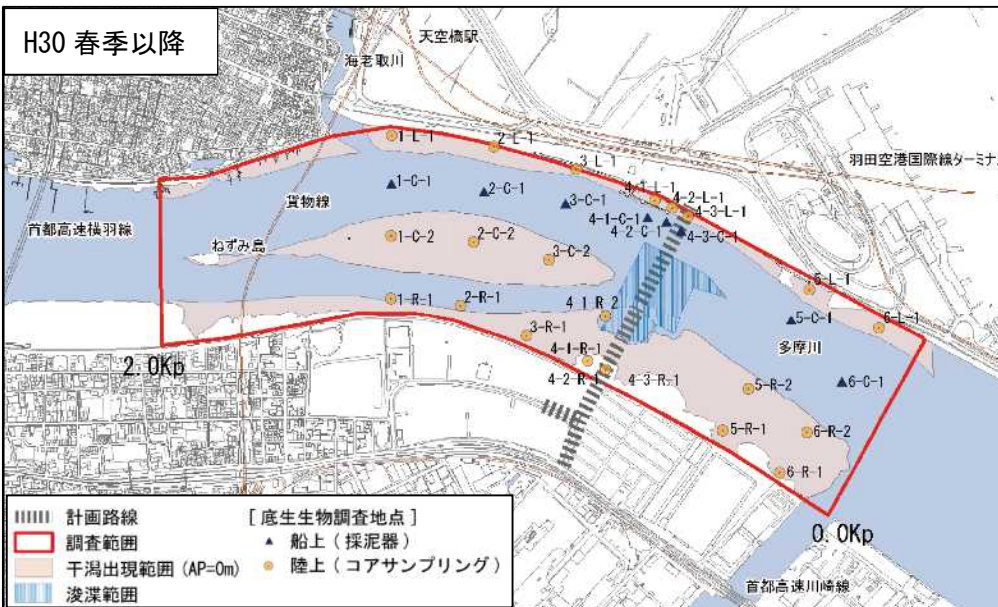 H30 春季以降
天空橋駅
海老取川
羽田空港国際線ターミナ
首都高速横羽線
貨物線
ねずみ島
多摩川
首都高速川崎線
1-L-1
2-L-1
3-L-1
4-1-L-1
4-2-L-1
4-3-L-1
1-C-1
2-C-1
3-C-1
4-1-C-1
4-2-C-1
4-3-C-1
1-C-2
2-C-2
3-C-2
5-L-1
6-L-1
5-C-1
6-C-1
1-R-1
2-R-1
3-R-1
4-1-R-2
4-1-R-1
4-2-R-1
4-3-R-1
5-R-2
5-R-1
6-R-2
6-R-1
2.0Kp
0.0Kp
計画路線
調査範囲
干潟出現範囲 (AP=0m)
浚渫範囲
[ 底生生物調査地点 ]
船上 ( 採泥器 )
陸上 ( コアサンプリング )